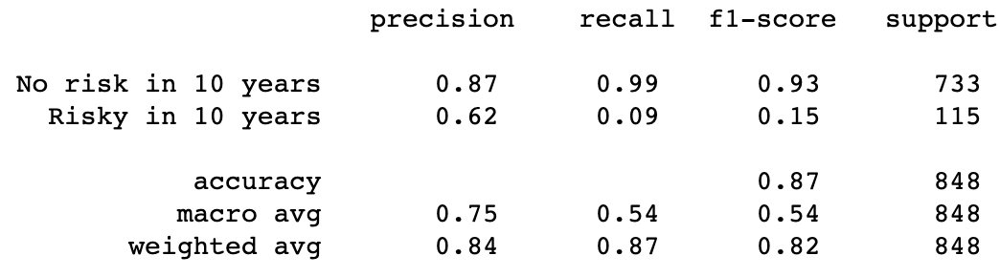 precision recall f1-score support
No risk in 10 years 0.87 0.99 0.93 733
Risky in 10 years 0.62 0.09 0.15 115
accuracy 0.87 848
macro avg 0.75 0.54 0.54 848
weighted avg 0.84 0.87 0.82 848